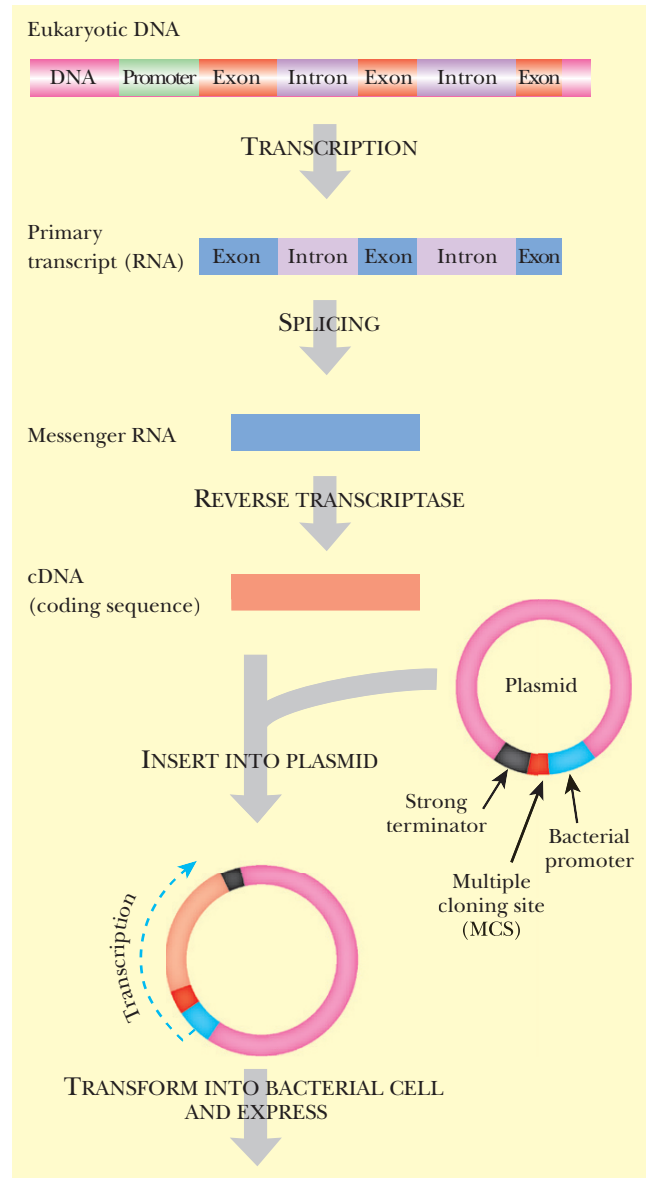 Eukaryotic DNA
DNA Promoter Exon Intron Exon Intron Exon
TRANSCRIPTION
Primary
transcript (RNA)
Exon Intron Exon Intron Exon
SPLICING
Messenger RNA
REVERSE TRANSCRIPTASE
cDNA
(coding sequence)
Plasmid
INSERT INTO PLASMID
Strong
terminator
Bacterial
promoter
Multiple
cloning site
(MCS)
Transcription
TRANSFORM INTO BACTERIAL CELL
AND EXPRESS